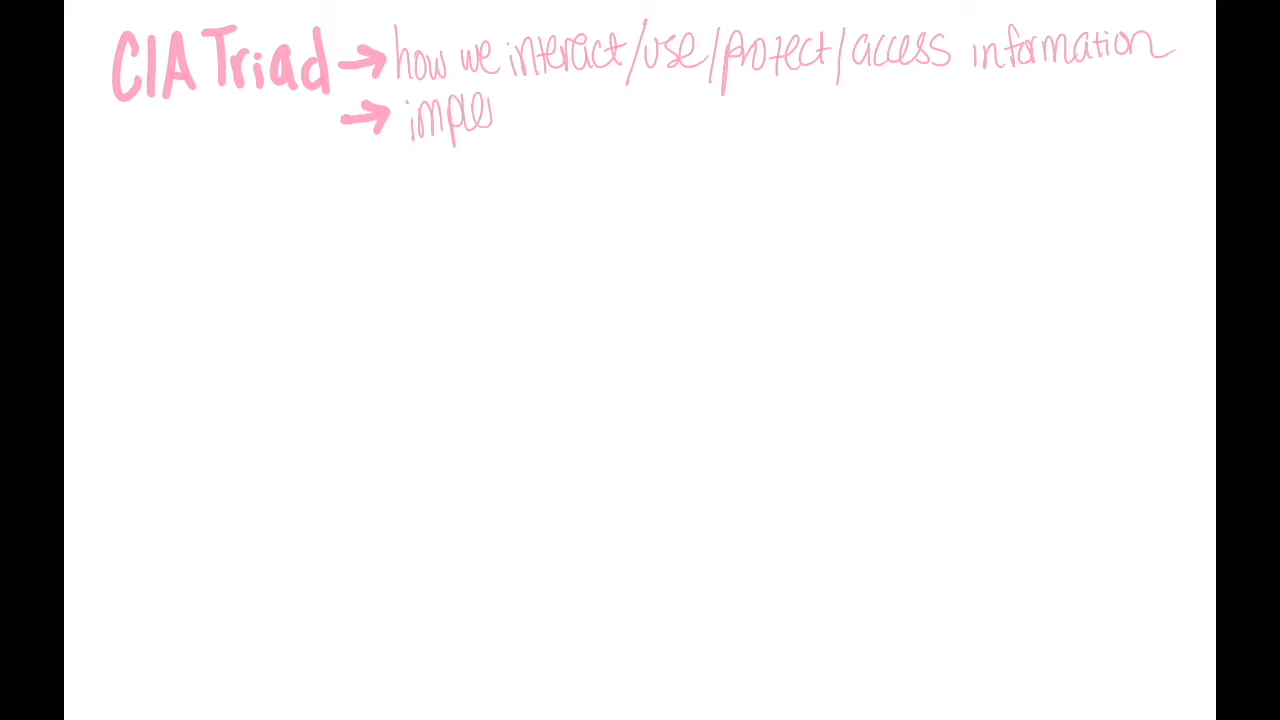 CIA Triad → how we interact/use/protect/access information
→ imple